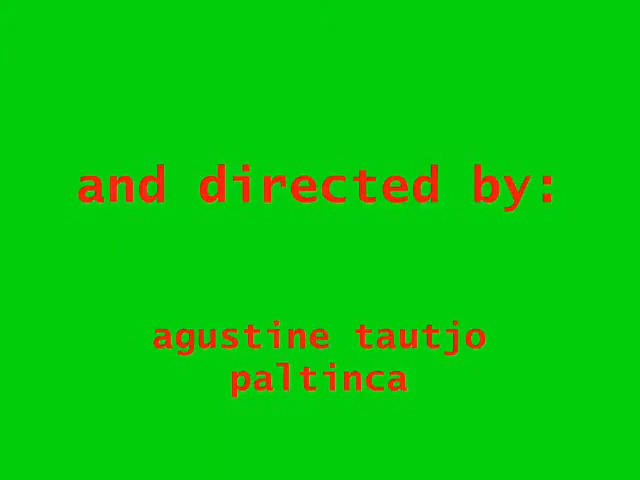 and directed by:
agustine tautjo
paltinca